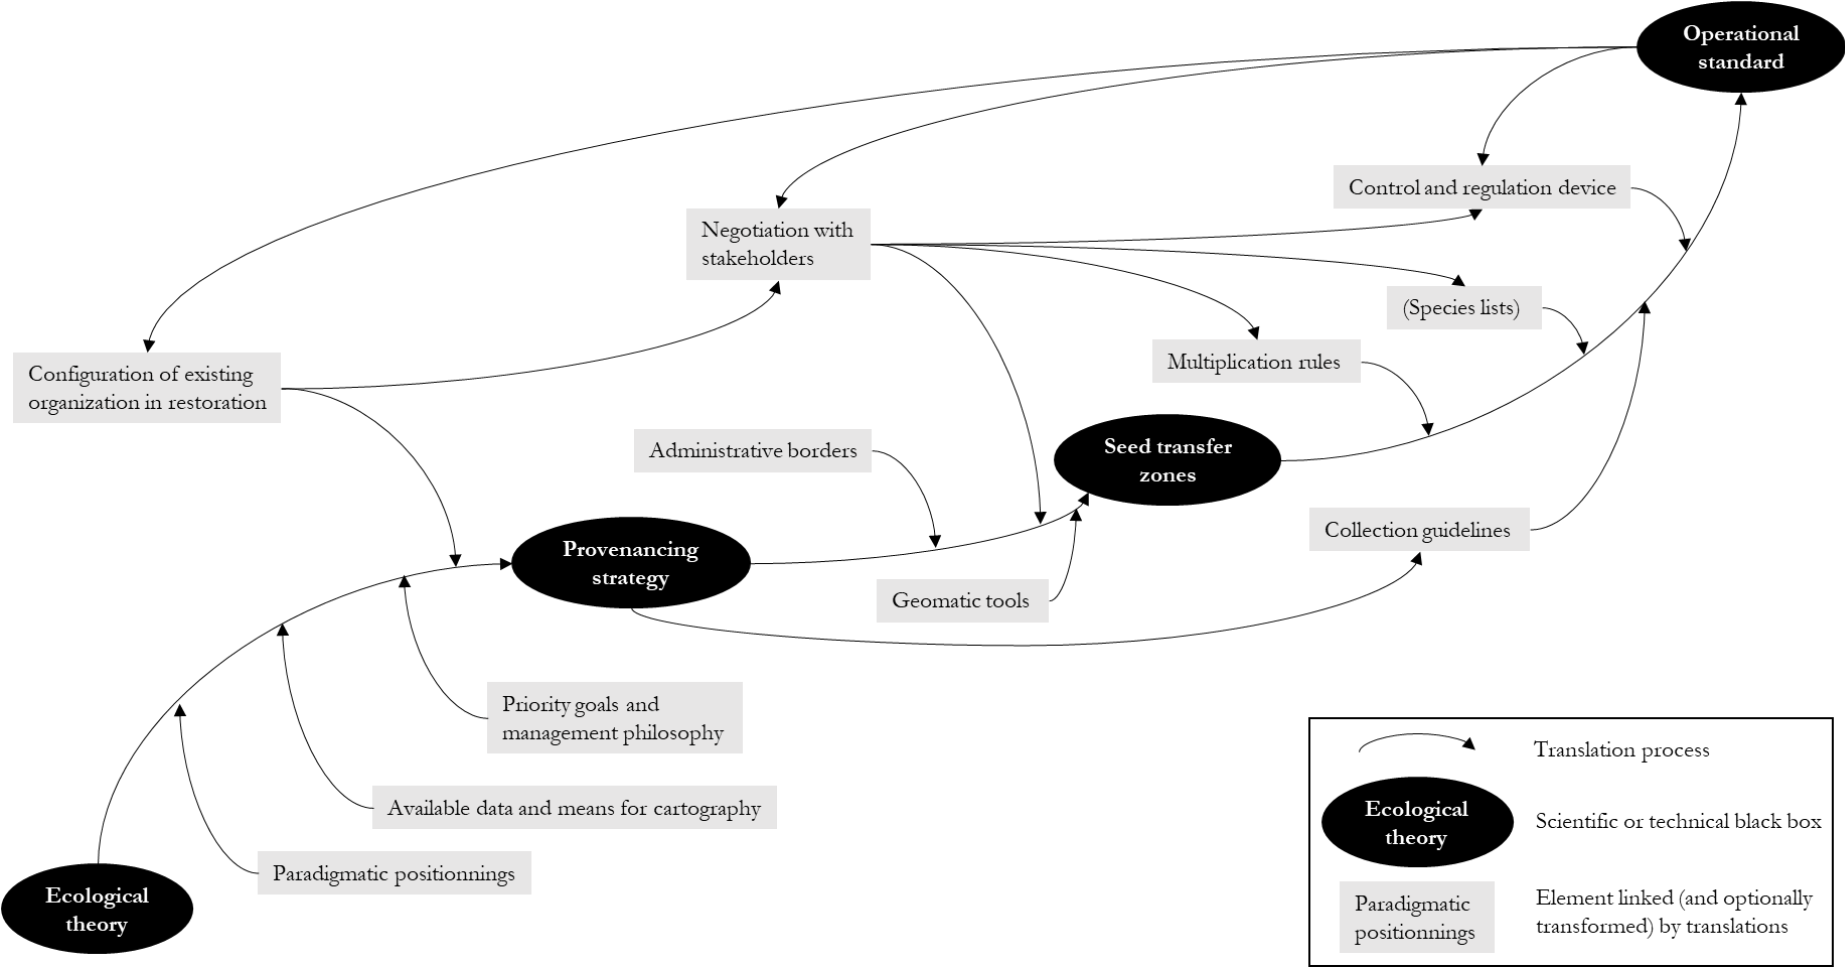 Operational
standard
Control and regulation device
Negotiation with
stakeholders
(Species lists)
Multiplication rules
Configuration of existing
organization in restoration
Administrative borders
Seed transfer
zones
Collection guidelines
Provenancing
strategy
Geomatic tools
Priority goals and
management philosophy
Available data and means for cartography
Paradigmatic positionnings
Ecological
theory
Translation process
Ecological
theory
Scientific or technical black box
Paradigmatic
positionnings
Element linked (and optionally
transformed) by translations